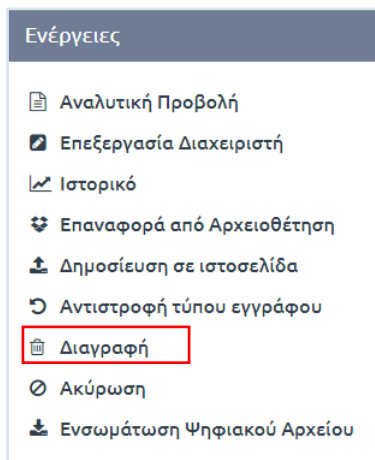 Ενέργειες
Αναλυτική Προβολή
Επεξεργασία Διαχειριστή
Ιστορικό
Επαναφορά από Αρχειοθέτηση
Δημοσίευση σε ιστοσελίδα
Αντιστροφή τύπου εγγράφου
Διαγραφή
Ακύρωση
Ενσωμάτωση Ψηφιακού Αρχείου